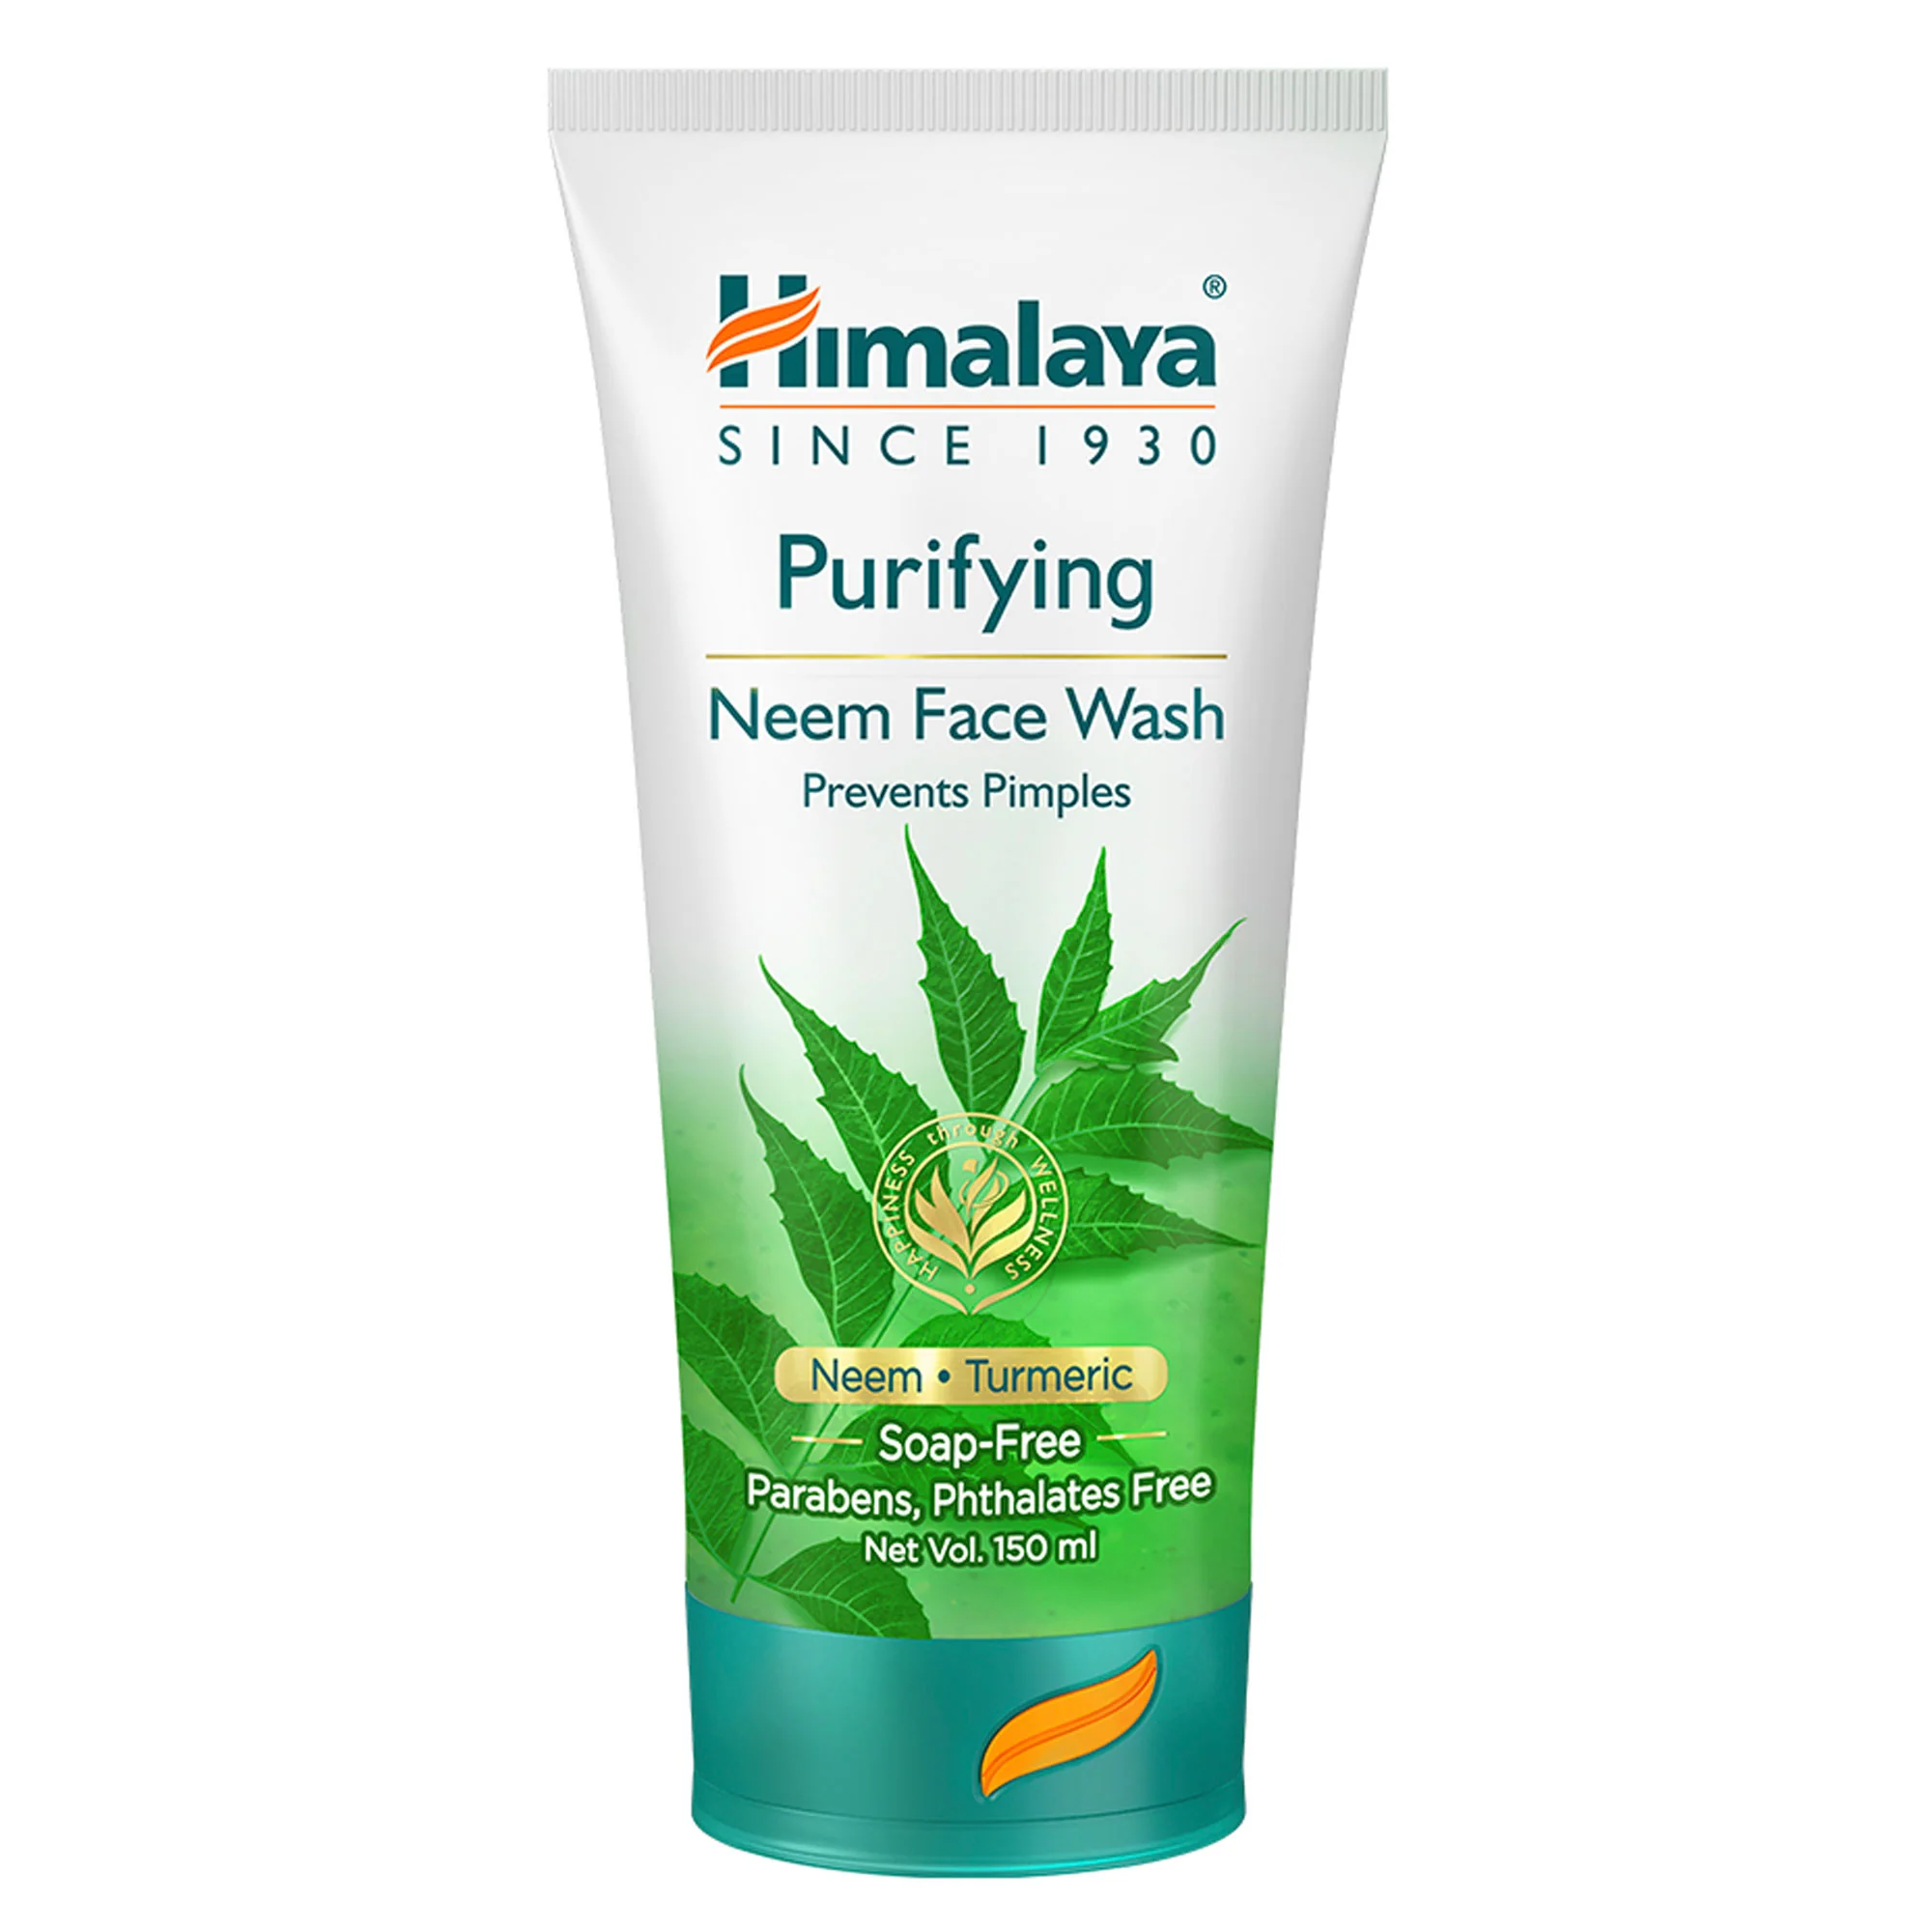 Himalaya®
SINCE 1930
Purifying
Neem Face Wash
Prevents Pimples
HAPPINESS through WELLNESS
Neem • Turmeric
Soap-Free
Parabens, Phthalates Free
Net Vol. 150 ml